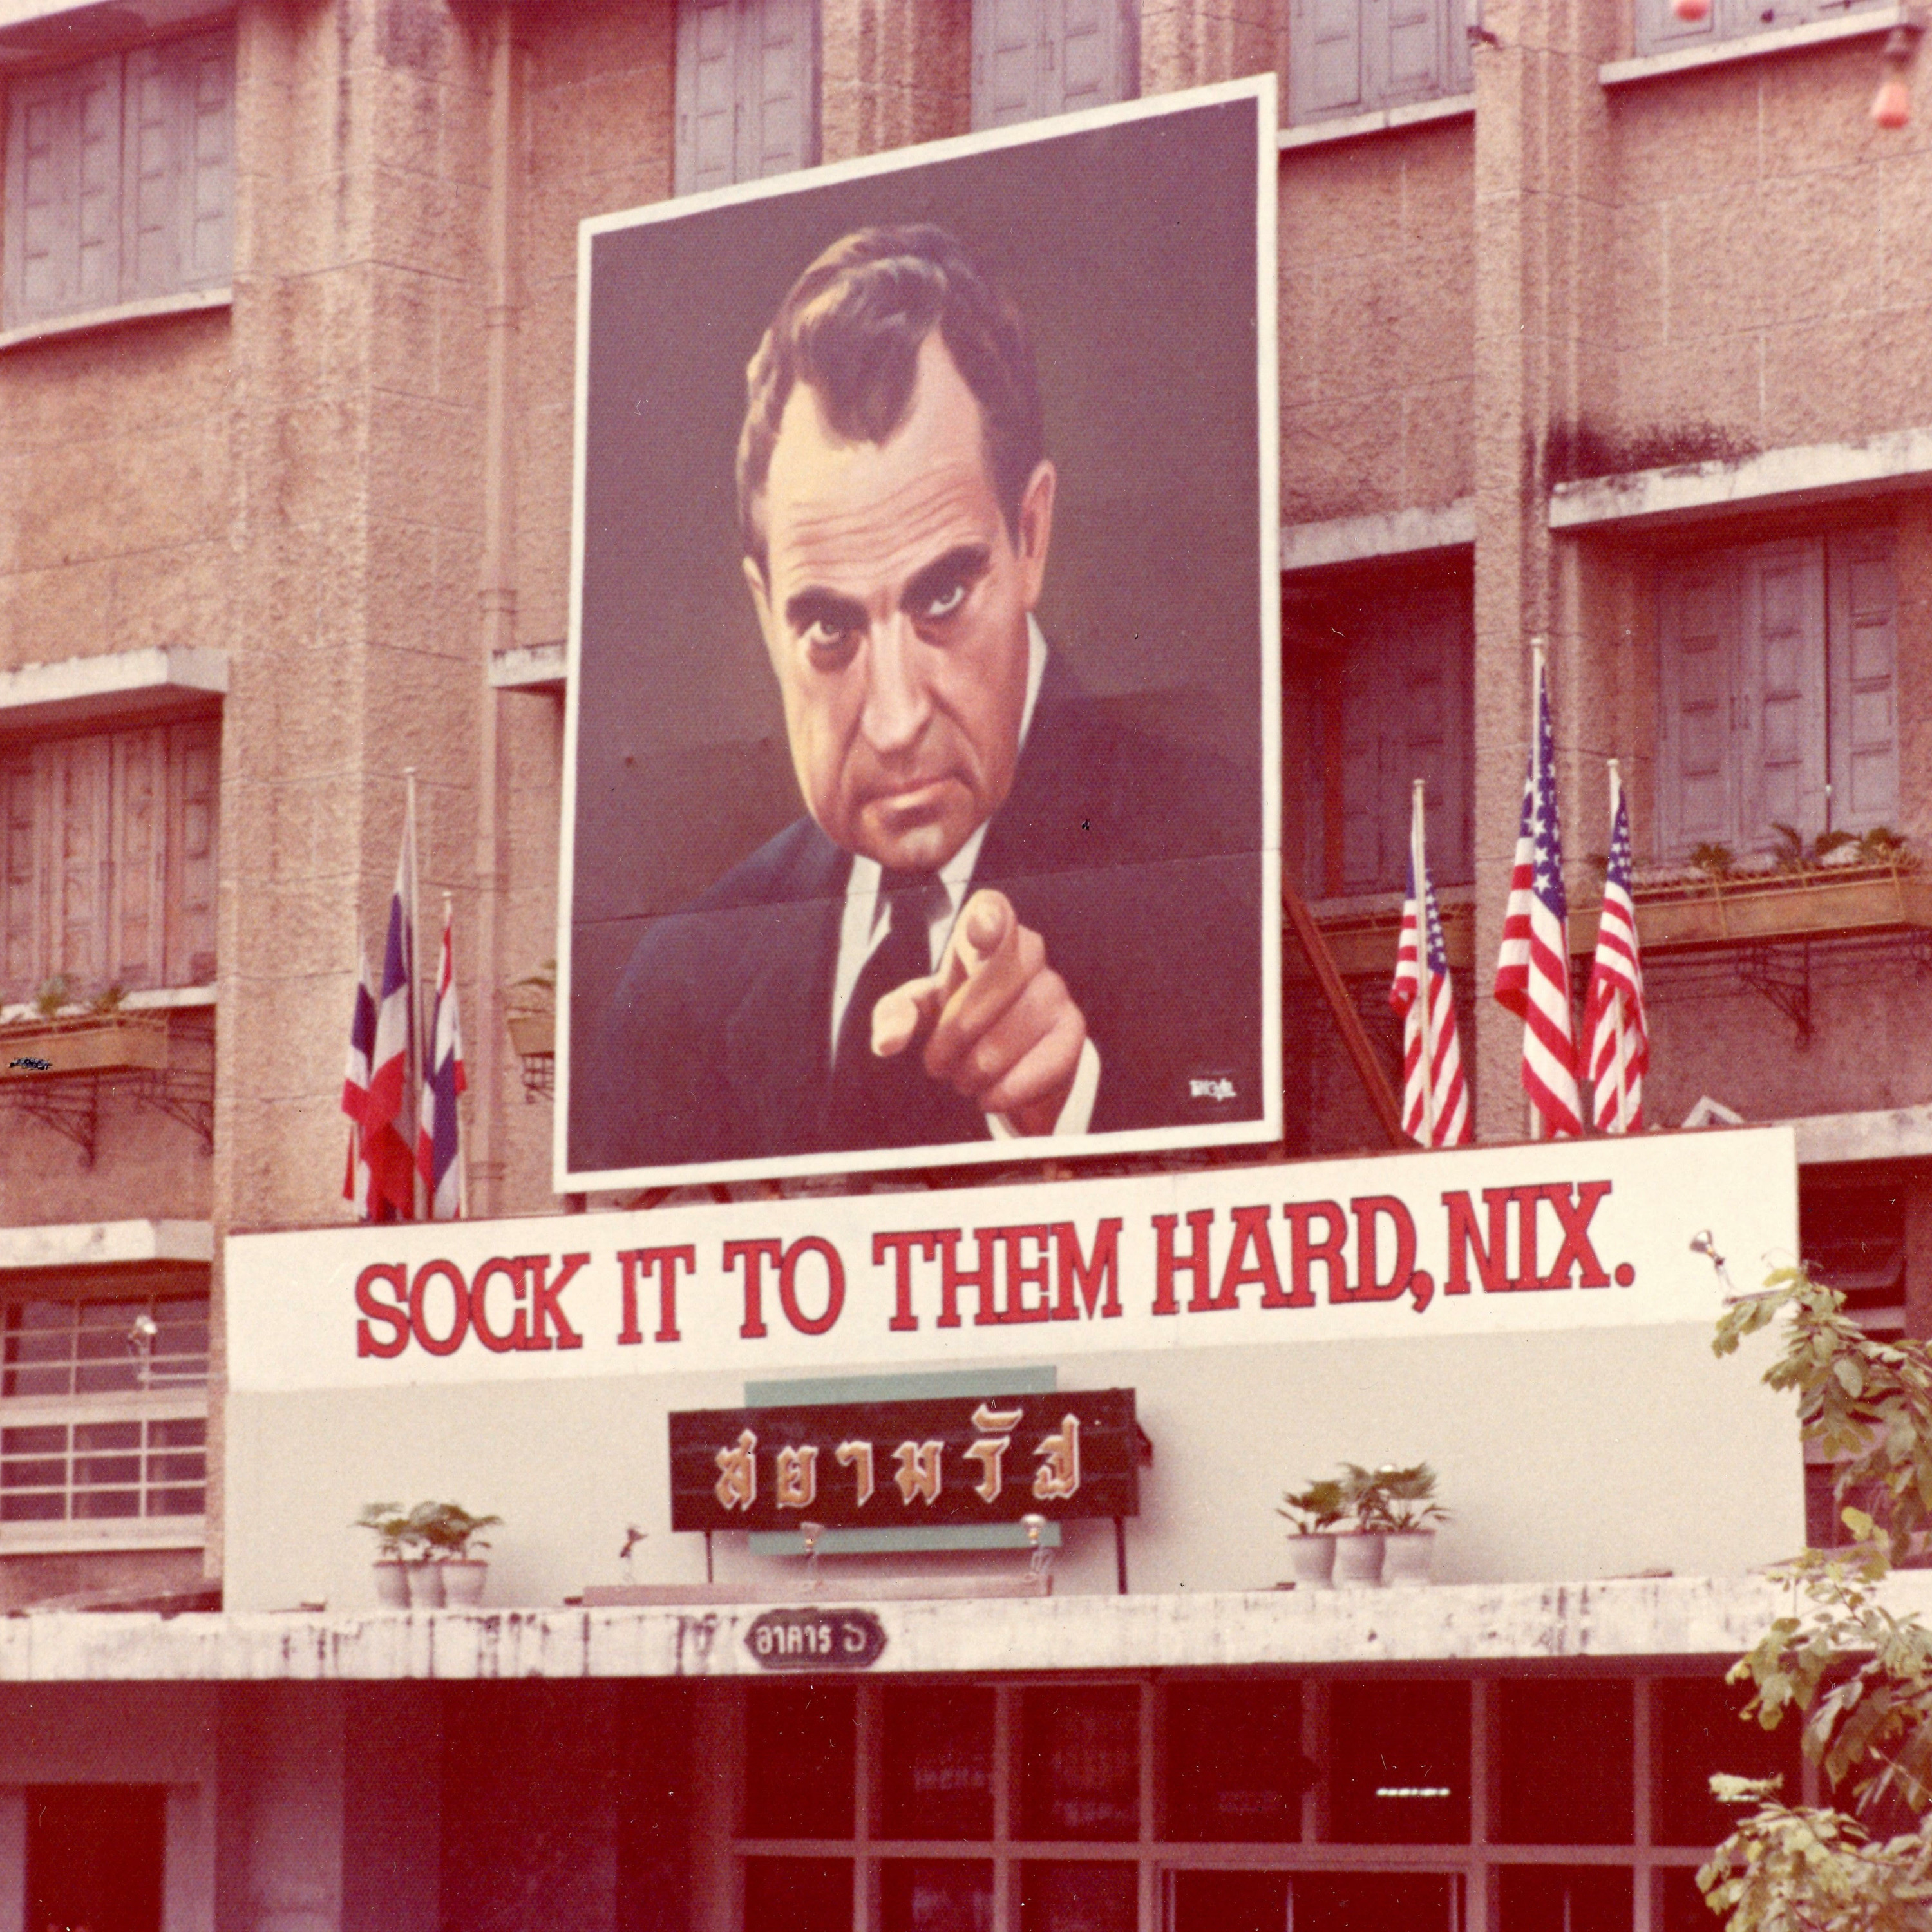 SOCK IT TO THEM HARD, NIX.
สยามรัฐ
อาคาร ๖